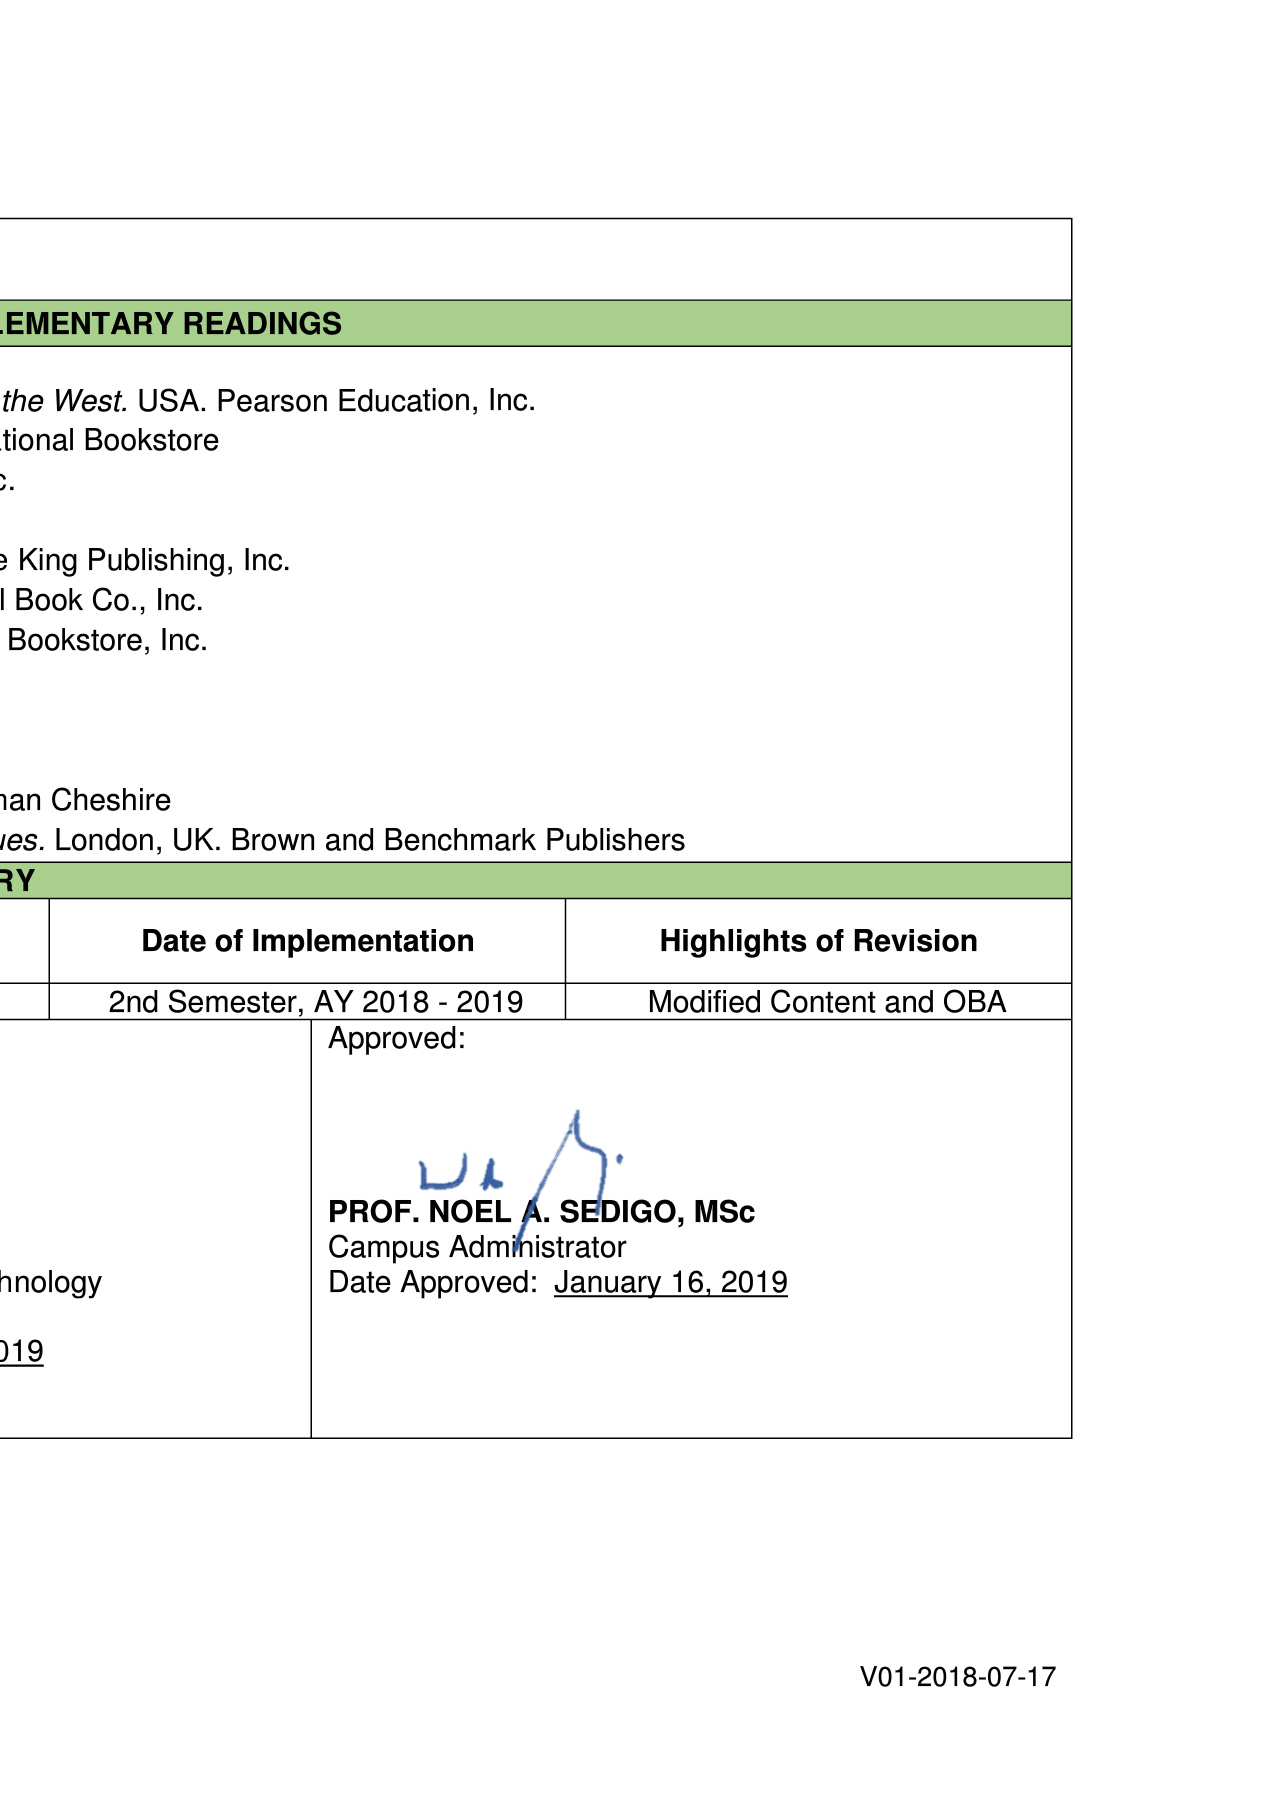 LEMENTARY READINGS
the West. USA. Pearson Education, Inc.
ational Bookstore
c.
e King Publishing, Inc.
l Book Co., Inc.
Bookstore, Inc.
man Cheshire
ues. London, UK. Brown and Benchmark Publishers
RY
Date of Implementation Highlights of Revision
2nd Semester, AY 2018 - 2019 Modified Content and OBA
Approved:
PROF. NOEL A. SEDIGO, MSc
Campus Administrator
hnology Date Approved: January 16, 2019
019
V01-2018-07-17